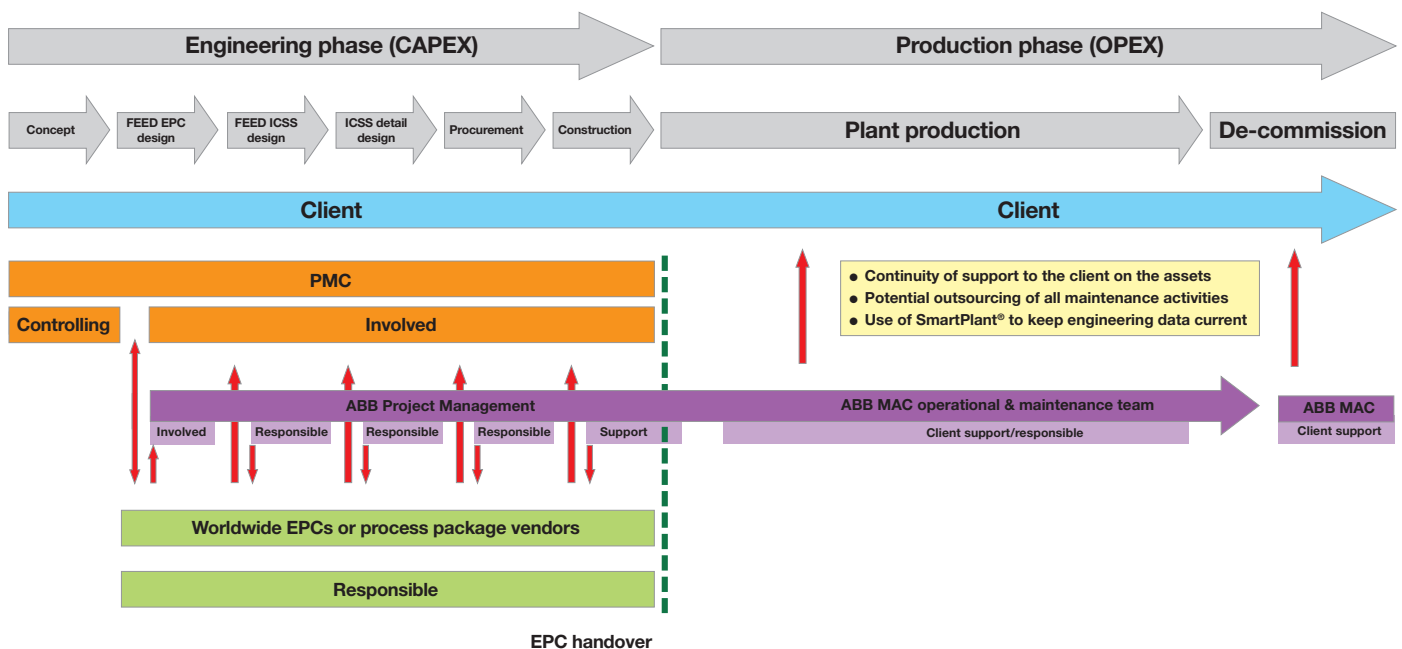 Engineering phase (CAPEX)
Production phase (OPEX)
Concept
FEED EPC
design
FEED ICSS
design
ICSS detail
design
Procurement
Construction
Plant production
De-commission
Client
Client
PMC
Controlling
Involved
● Continuity of support to the client on the assets
● Potential outsourcing of all maintenance activities
● Use of SmartPlant® to keep engineering data current
ABB Project Management
ABB MAC operational & maintenance team
ABB MAC
Involved
Responsible
Responsible
Responsible
Support
Client support/responsible
Client support
Worldwide EPCs or process package vendors
Responsible
EPC handover